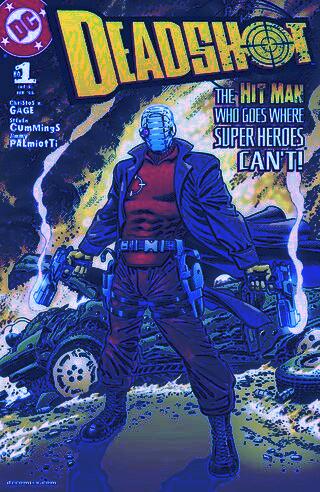 DC
DEADSHOT
NO.
1
CHRISTOS N.
GAGE
STEVEN
CUMMINGS
JIMMY
PALMIOTTI
THE HIT MAN
WHO GOES WHERE
SUPER HEROES
CAN'T!
dccomics.com